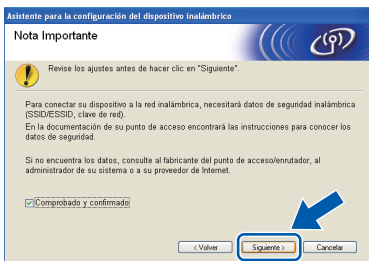 Asistente para la configuración del dispositivo inalámbrico
Nota Importante
Revise los ajustes antes de hacer clic en "Siguiente".
Para conectar su dispositivo a la red inalámbrica, necesitará datos de seguridad inalámbrica
(SSID/ESSID, clave de red).
En la documentación de su punto de acceso encontrará las instrucciones para conocer los
datos de seguridad.
Si no encuentra los datos, consulte al fabricante del punto de acceso/enrutador, al
administrador de su sistema o a su proveedor de Internet.
Comprobado y confirmado
< Volver
Siguiente >
Cancelar